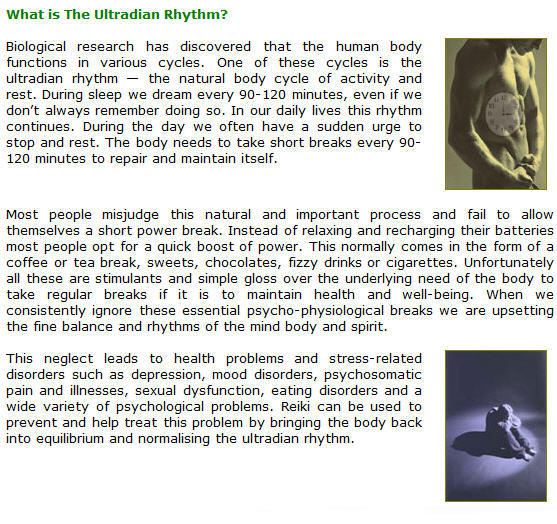 What is The Ultradian Rhythm?
Biological research has discovered that the human body
functions in various cycles. One of these cycles is the
ultradian rhythm — the natural body cycle of activity and
rest. During sleep we dream every 90-120 minutes, even if we
don’t always remember doing so. In our daily lives this rhythm
continues. During the day we often have a sudden urge to
stop and rest. The body needs to take short breaks every 90-
120 minutes to repair and maintain itself.
Most people misjudge this natural and important process and fail to allow
themselves a short power break. Instead of relaxing and recharging their batteries
most people opt for a quick boost of power. This normally comes in the form of a
coffee or tea break, sweets, chocolates, fizzy drinks or cigarettes. Unfortunately
all these are stimulants and simple gloss over the underlying need of the body to
take regular breaks if it is to maintain health and well-being. When we
consistently ignore these essential psycho-physiological breaks we are upsetting
the fine balance and rhythms of the mind body and spirit.
This neglect leads to health problems and stress-related
disorders such as depression, mood disorders, psychosomatic
pain and illnesses, sexual dysfunction, eating disorders and a
wide variety of psychological problems. Reiki can be used to
prevent and help treat this problem by bringing the body back
into equilibrium and normalising the ultradian rhythm.